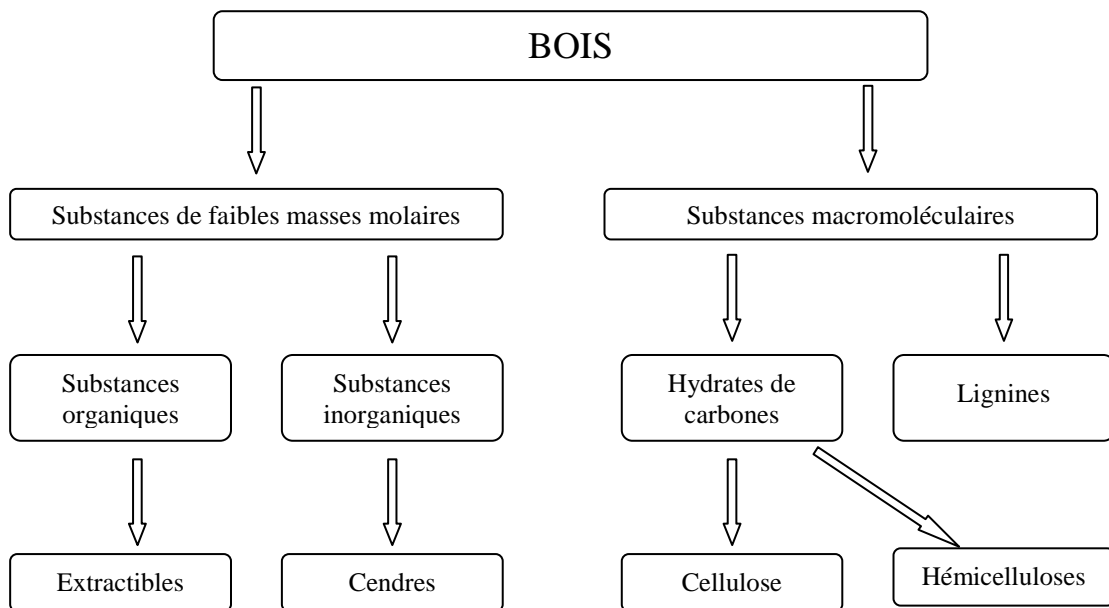 BOIS
Substances de faibles masses molaires
Substances macromoléculaires
Substances
organiques
Substances
inorganiques
Hydrates de
carbones
Lignines
Extractibles
Cendres
Cellulose
Hémicelluloses